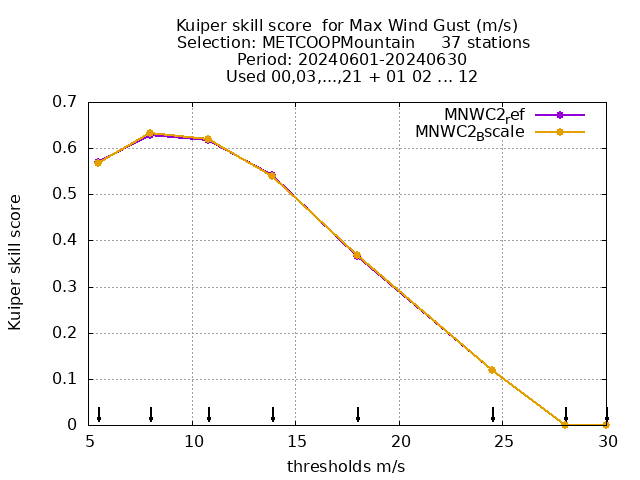 Kuiper skill score  for Max Wind Gust (m/s)
Selection: METCOOPMountain     37 stations
Period: 20240601-20240630
Used 00,03,...,21 + 01 02 ... 12
MNWC2ref
MNWC2Bscale
0.7
0.6
0.5
0.4
0.3
0.2
0.1
0
Kuiper skill score
5 10 15 20 25 30
thresholds m/s